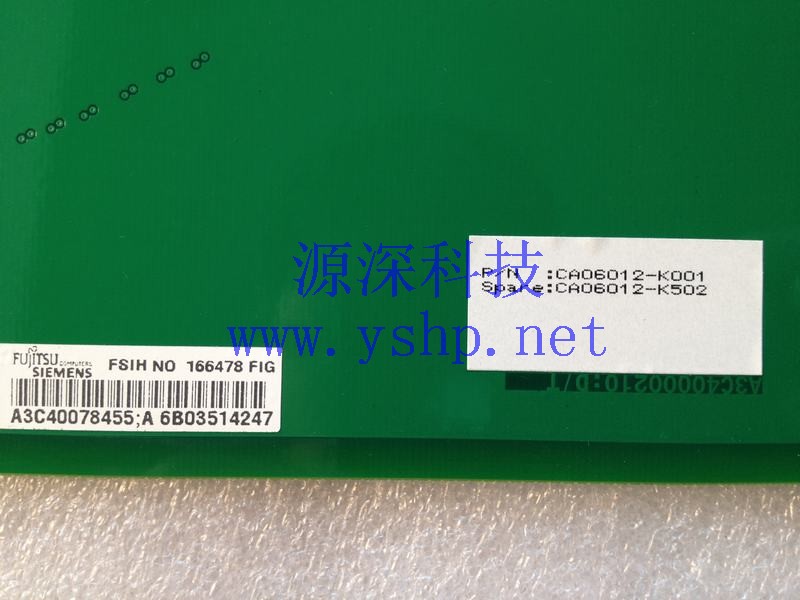 源深科技
P/N :CA06012-K001
Spare:CA06012-K502
www.yshp.net
FUJITSU COMPUTERS
SIEMENS
FSIH NO 166478 FIG
A3C40078455;A 6B03514247
A3C40000210:D/T